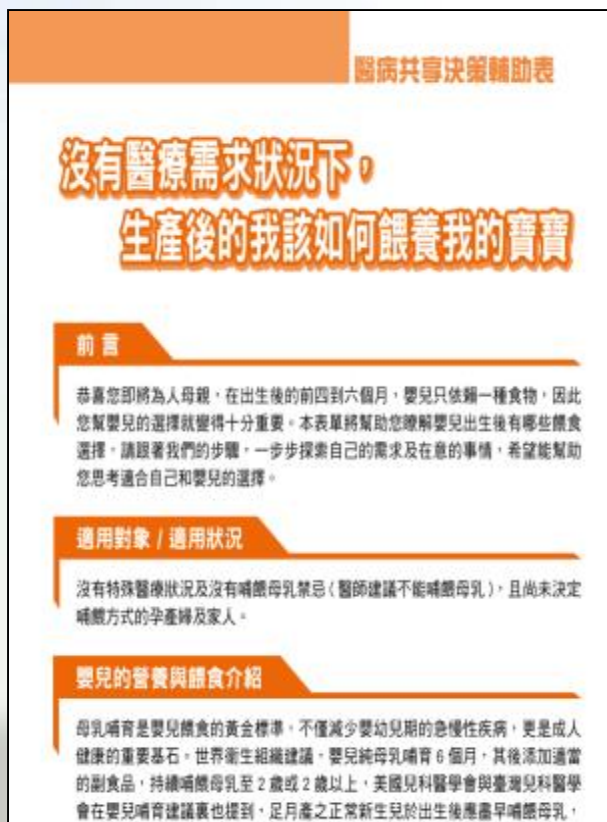 醫病共享決策輔助表
沒有醫療需求狀況下，
生產後的我該如何餵養我的寶寶
前言
恭喜您即將為人母親，在出生後的前四到六個月，嬰兒只依賴一種食物，因此
您幫嬰兒的選擇就變得十分重要。本表單將幫助您瞭解嬰兒出生後有哪些餵食
選擇，請跟著我們的步驟，一步步探索自己的需求及在意的事情，希望能幫助
您思考適合自己和嬰兒的選擇。
適用對象 / 適用狀況
沒有特殊醫療狀況及沒有哺餵母乳禁忌（醫師建議不能哺餵母乳），且尚未決定
哺餵方式的孕產婦及家人。
嬰兒的營養與餵食介紹
母乳哺育是嬰兒餵食的黃金標準，不僅減少嬰幼兒期的急慢性疾病，更是成人
健康的重要基石。世界衛生組織建議，嬰兒純母乳哺育 6 個月，其後添加適當
的副食品，持續哺餵母乳至 2 歲或 2 歲以上，美國兒科醫學會與臺灣兒科醫學
會在嬰兒哺育建議裏也提到，足月產之正常新生兒於出生後應盡早哺餵母乳，